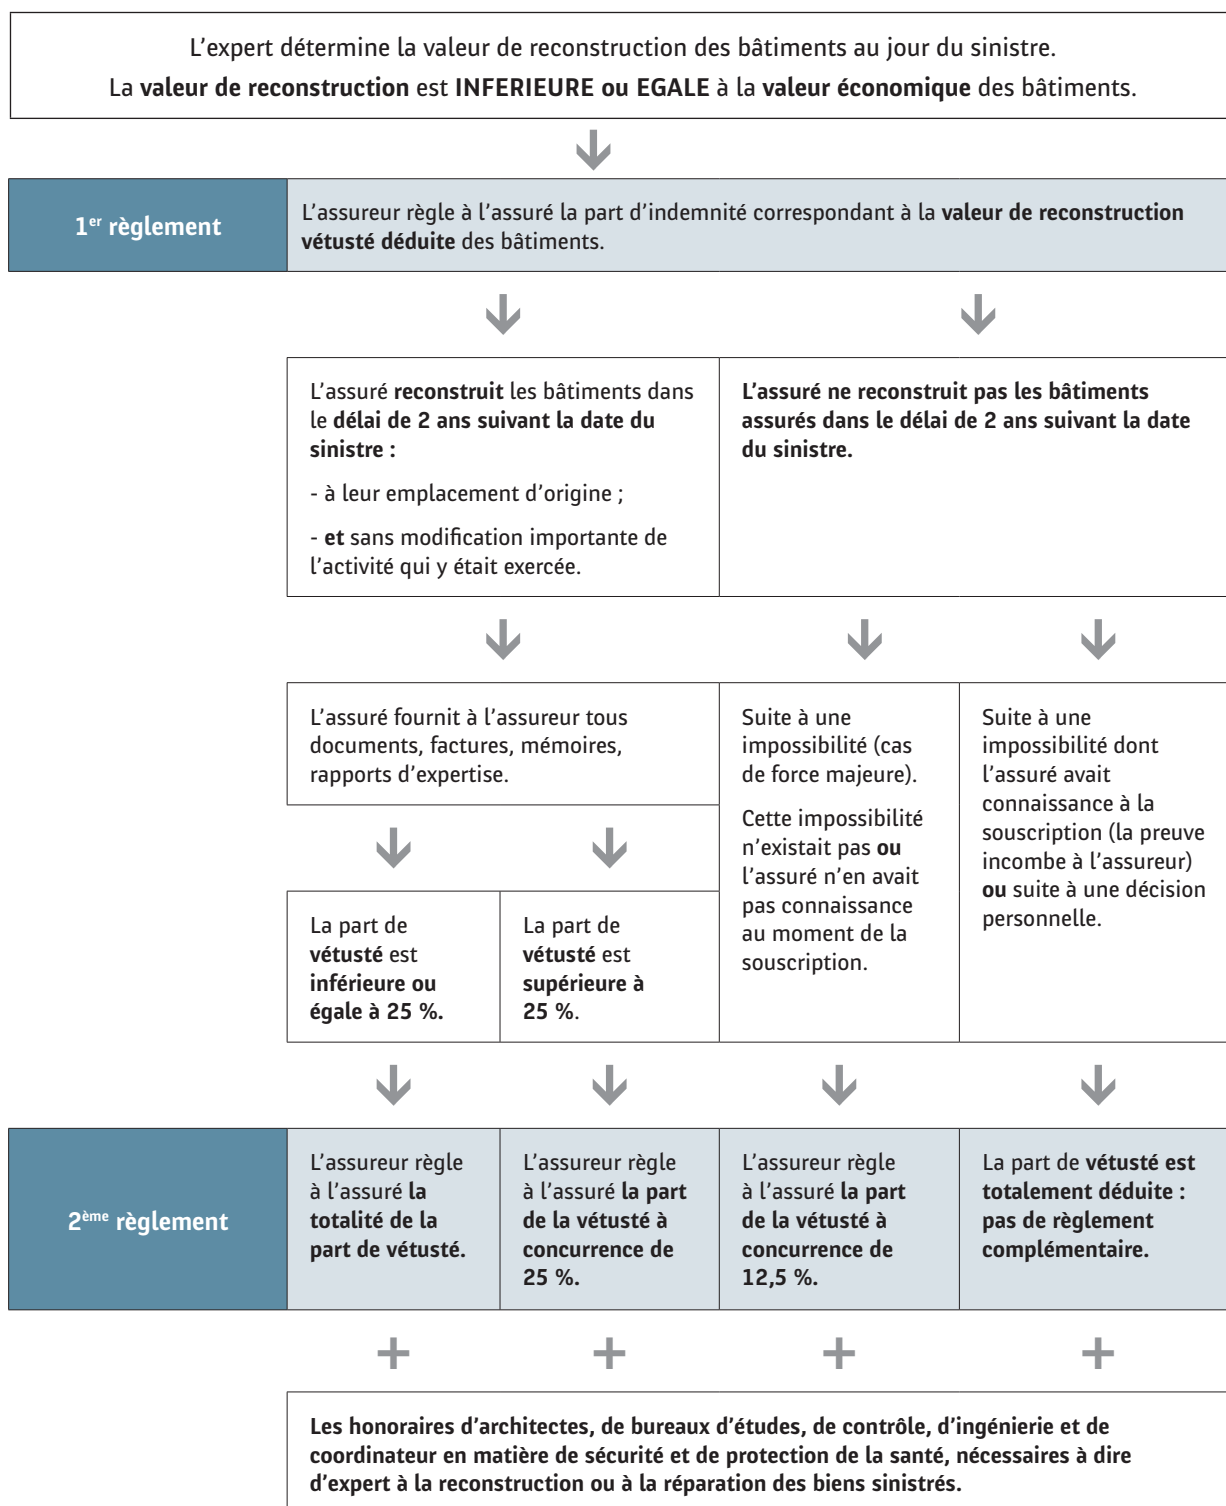 L'expert détermine la valeur de reconstruction des bâtiments au jour du sinistre.
La valeur de reconstruction est INFERIEURE ou EGALE à la valeur économique des bâtiments.
1er règlement
L'assureur règle à l'assuré la part d'indemnité correspondant à la valeur de reconstruction
vétusté déduite des bâtiments.
L'assuré reconstruit les bâtiments dans
le délai de 2 ans suivant la date du
sinistre :
- à leur emplacement d'origine ;
- et sans modification importante de
l'activité qui y était exercée.
L'assuré ne reconstruit pas les bâtiments
assurés dans le délai de 2 ans suivant la date
du sinistre.
L'assuré fournit à l'assureur tous
documents, factures, mémoires,
rapports d'expertise.
La part de
vétusté est
inférieure ou
égale à 25 %.
La part de
vétusté est
supérieure à
25 %.
Suite à une
impossibilité (cas
de force majeure).
Cette impossibilité
n'existait pas ou
l'assuré n'en avait
pas connaissance
au moment de la
souscription.
Suite à une
impossibilité dont
l'assuré avait
connaissance à la
souscription (la preuve
incombe à l'assureur)
ou suite à une décision
personnelle.
2ème règlement
L'assureur règle
à l'assuré la
totalité de la
part de vétusté.
L'assureur règle
à l'assuré la part
de la vétusté à
concurrence de
25 %.
L'assureur règle
à l'assuré la part
de la vétusté à
concurrence de
12,5 %.
La part de vétusté est
totalement déduite :
pas de règlement
complémentaire.
+ + + +
Les honoraires d'architectes, de bureaux d'études, de contrôle, d'ingénierie et de
coordinateur en matière de sécurité et de protection de la santé, nécessaires à dire
d'expert à la reconstruction ou à la réparation des biens sinistrés.